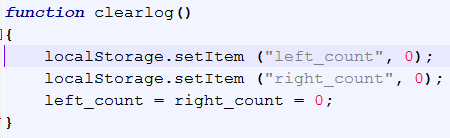 function clearlog()
{
localStorage.setItem ("left_count", 0);
localStorage.setItem ("right_count", 0);
left_count = right_count = 0;
}